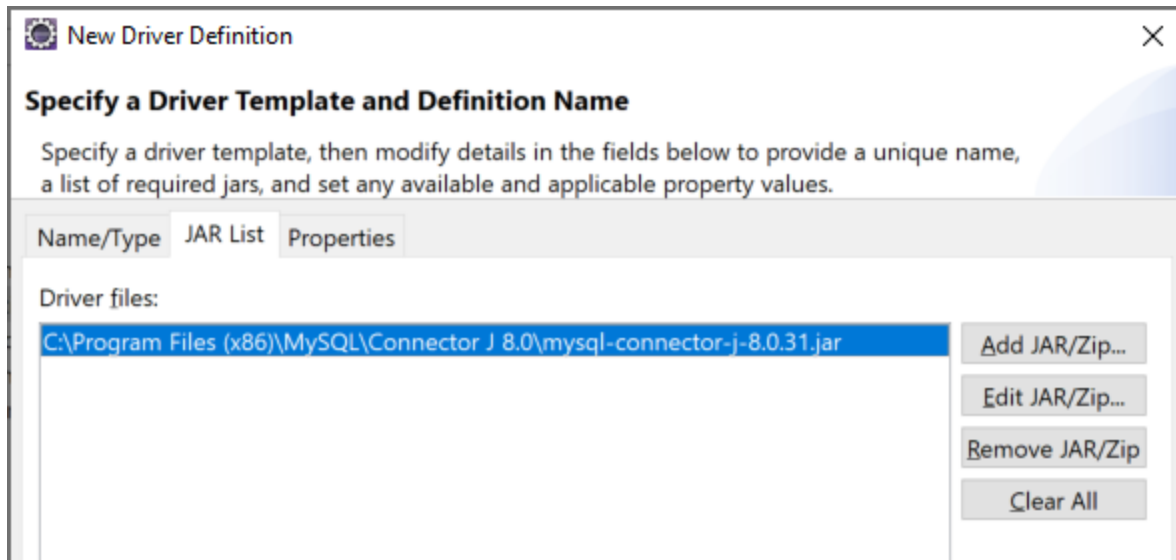 New Driver Definition
Specify a Driver Template and Definition Name
Specify a driver template, then modify details in the fields below to provide a unique name,
a list of required jars, and set any available and applicable property values.
Name/Type JAR List Properties
Driver files:
C:\Program Files (x86)\MySQL\Connector J 8.0\mysql-connector-j-8.0.31.jar
Add JAR/Zip...
Edit JAR/Zip...
Remove JAR/Zip
Clear All